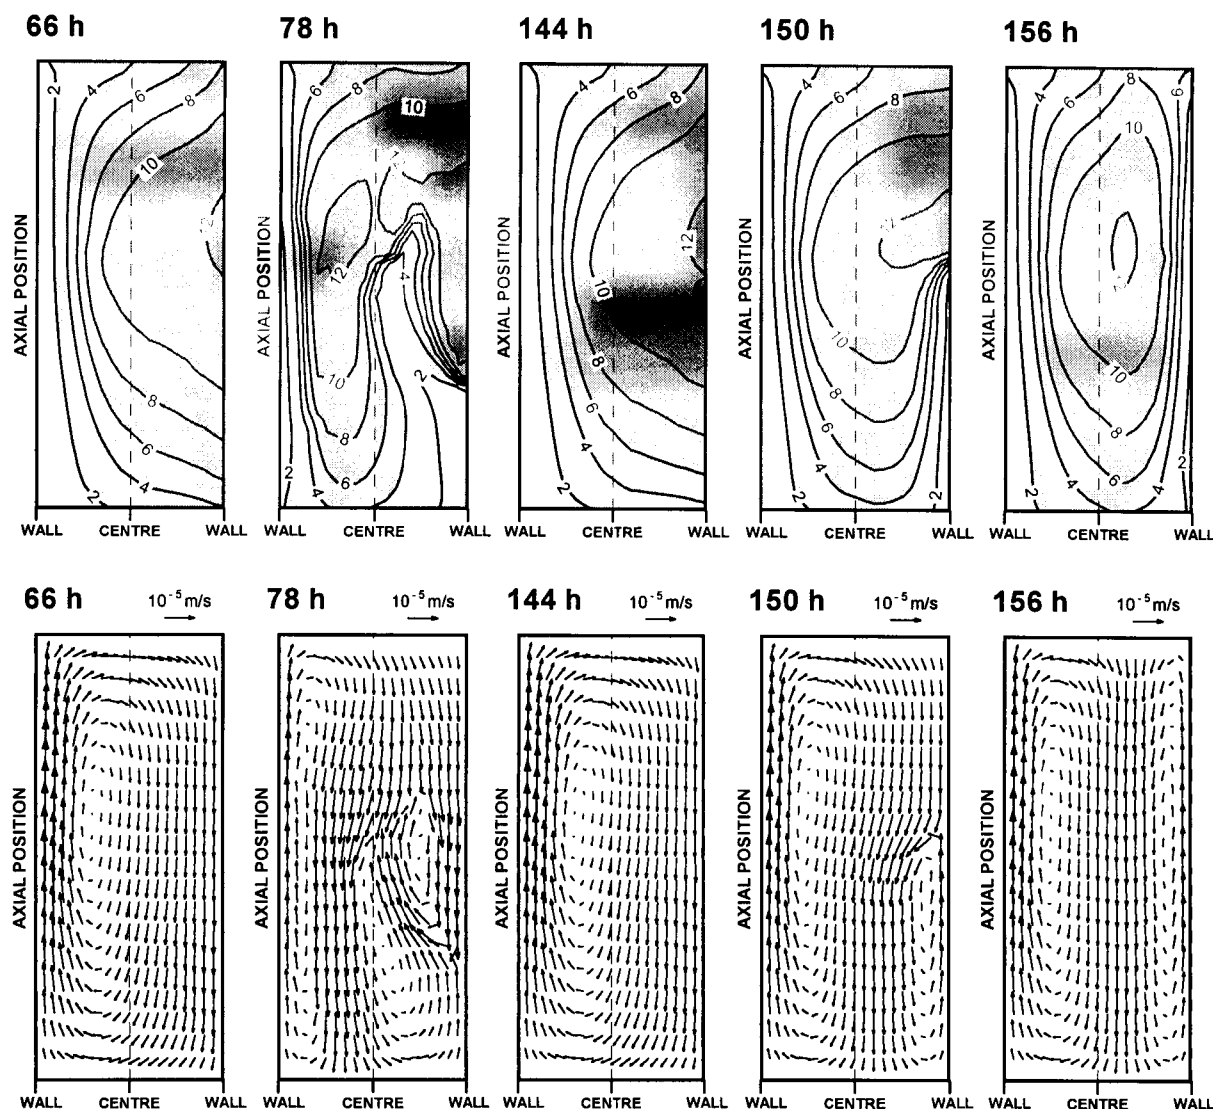 66 h 78 h 144 h 150 h 156 h
AXIAL POSITION
2 4 6 8 10 12 8 6 4 2
WALL CENTRE WALL
AXIAL POSITION
6 8 10 12 12 10 8 6 4 2 4 2
WALL CENTRE WALL
AXIAL POSITION
4 6 8 12 10 8 6 4 2
WALL CENTRE WALL
AXIAL POSITION
4 6 8 10 8 6 4 2 2
WALL CENTRE WALL
AXIAL POSITION
4 6 8 6 10 10 8 6 4 2 2
WALL CENTRE WALL
66 h 10⁻⁵ m/s 78 h 10⁻⁵ m/s 144 h 10⁻⁵ m/s 150 h 10⁻⁵ m/s 156 h 10⁻⁵ m/s
AXIAL POSITION AXIAL POSITION AXIAL POSITION AXIAL POSITION AXIAL POSITION
WALL CENTRE WALL WALL CENTRE WALL WALL CENTRE WALL WALL CENTRE WALL WALL CENTRE WALL